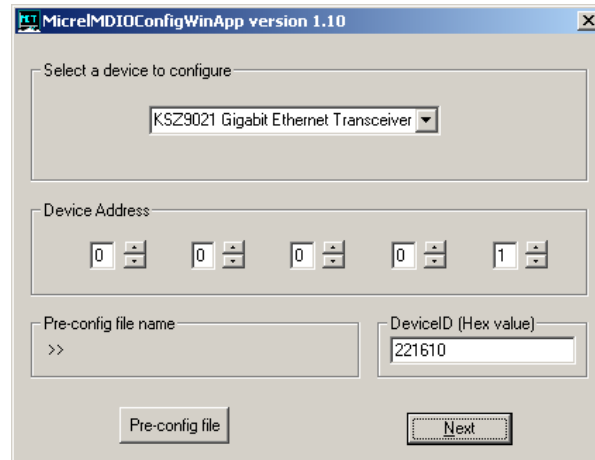 MicrelMDIOConfigWinApp version 1.10
Select a device to configure
KSZ9021 Gigabit Ethernet Transceiver
Device Address
0 0 0 0 1
Pre-config file name
>>
DeviceID (Hex value)
221610
Pre-config file
Next